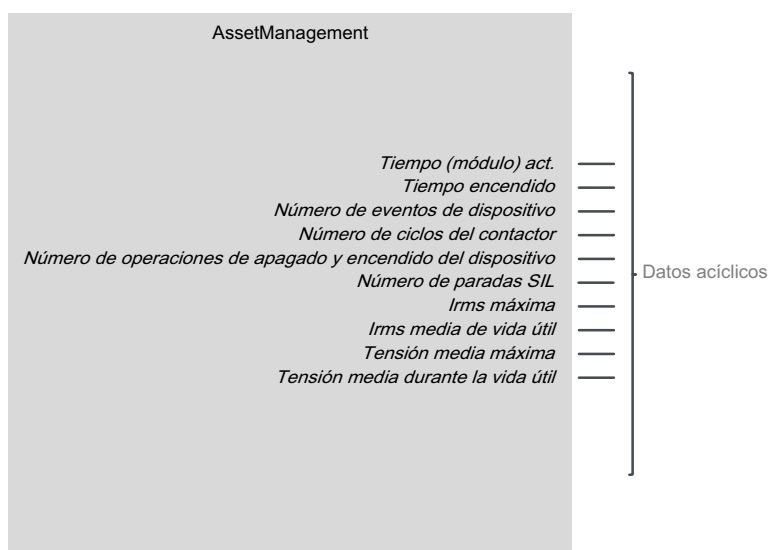 AssetManagement
Tiempo (módulo) act.
Tiempo encendido
Número de eventos de dispositivo
Número de ciclos del contactor
Número de operaciones de apagado y encendido del dispositivo
Número de paradas SIL
Irms máxima
Irms media de vida útil
Tensión media máxima
Tensión media durante la vida útil
Datos acíclicos